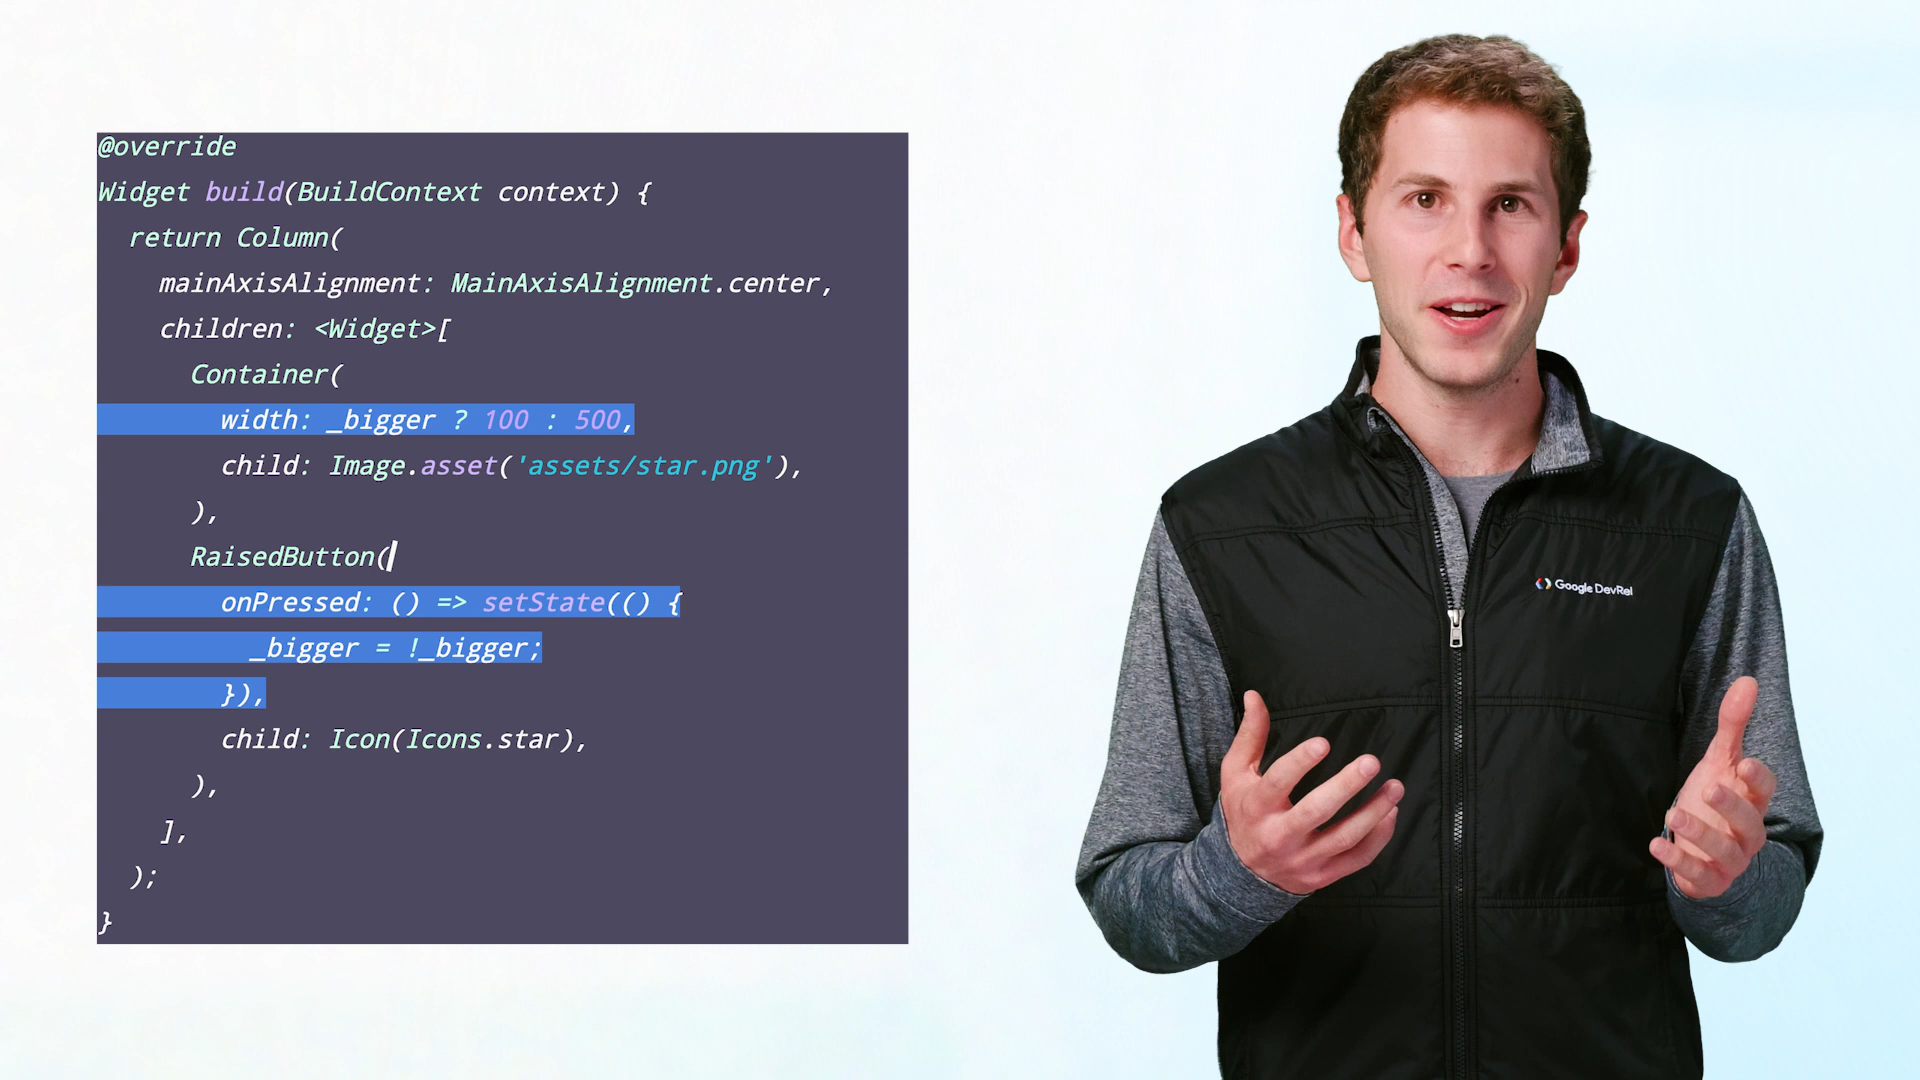 @override
Widget build(BuildContext context) {
  return Column(
    mainAxisAlignment: MainAxisAlignment.center,
    children: <Widget>[
      Container(
        width: _bigger ? 100 : 500,
        child: Image.asset('assets/star.png'),
      ),
      RaisedButton(
        onPressed: () => setState(() {
          _bigger = !_bigger;
        }),
        child: Icon(Icons.star),
      ),
    ],
  );
}
Google DevRel